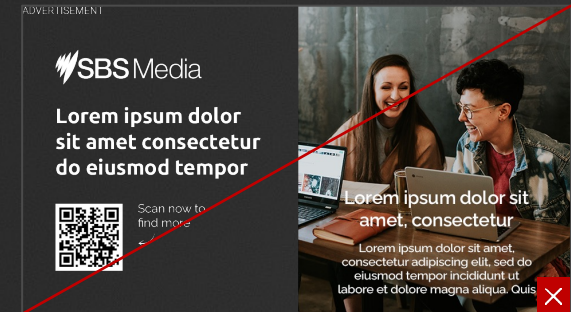 ADVERTISEMENT
SBS Media
Lorem ipsum dolor
sit amet consectetur
do eiusmod tempor
Scan now to
find more
Lorem ipsum dolor sit
amet, consectetur
Lorem ipsum dolor sit amet,
consectetur adipiscing elit, sed do
eiusmod tempor incididunt ut
labore et dolore magna aliqua. Quis